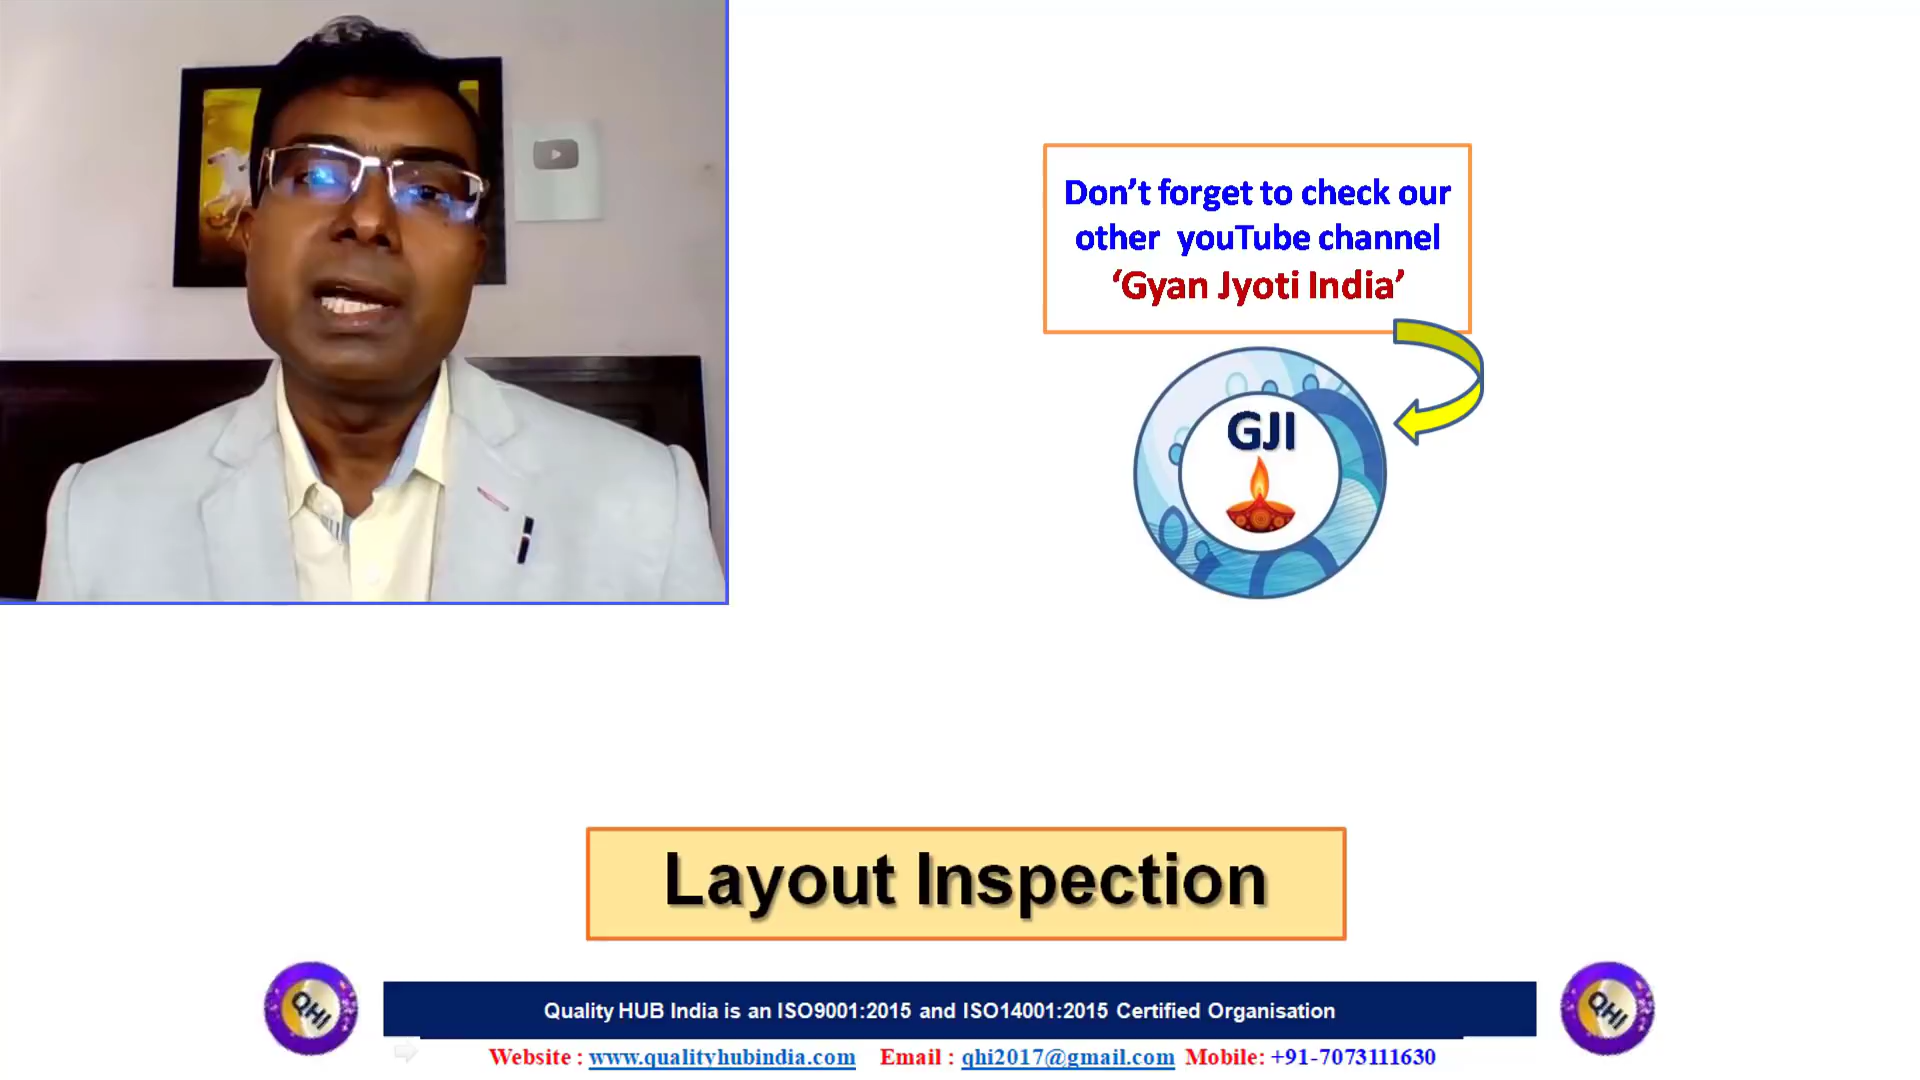 Don't forget to check our
other youTube channel
‘Gyan Jyoti India’
GJI
Layout Inspection
QHI
Quality HUB India is an ISO9001:2015 and ISO14001:2015 Certified Organisation
QHI
Website : www.qualityhubindia.com Email : qhi2017@gmail.com Mobile: +91-7073111630